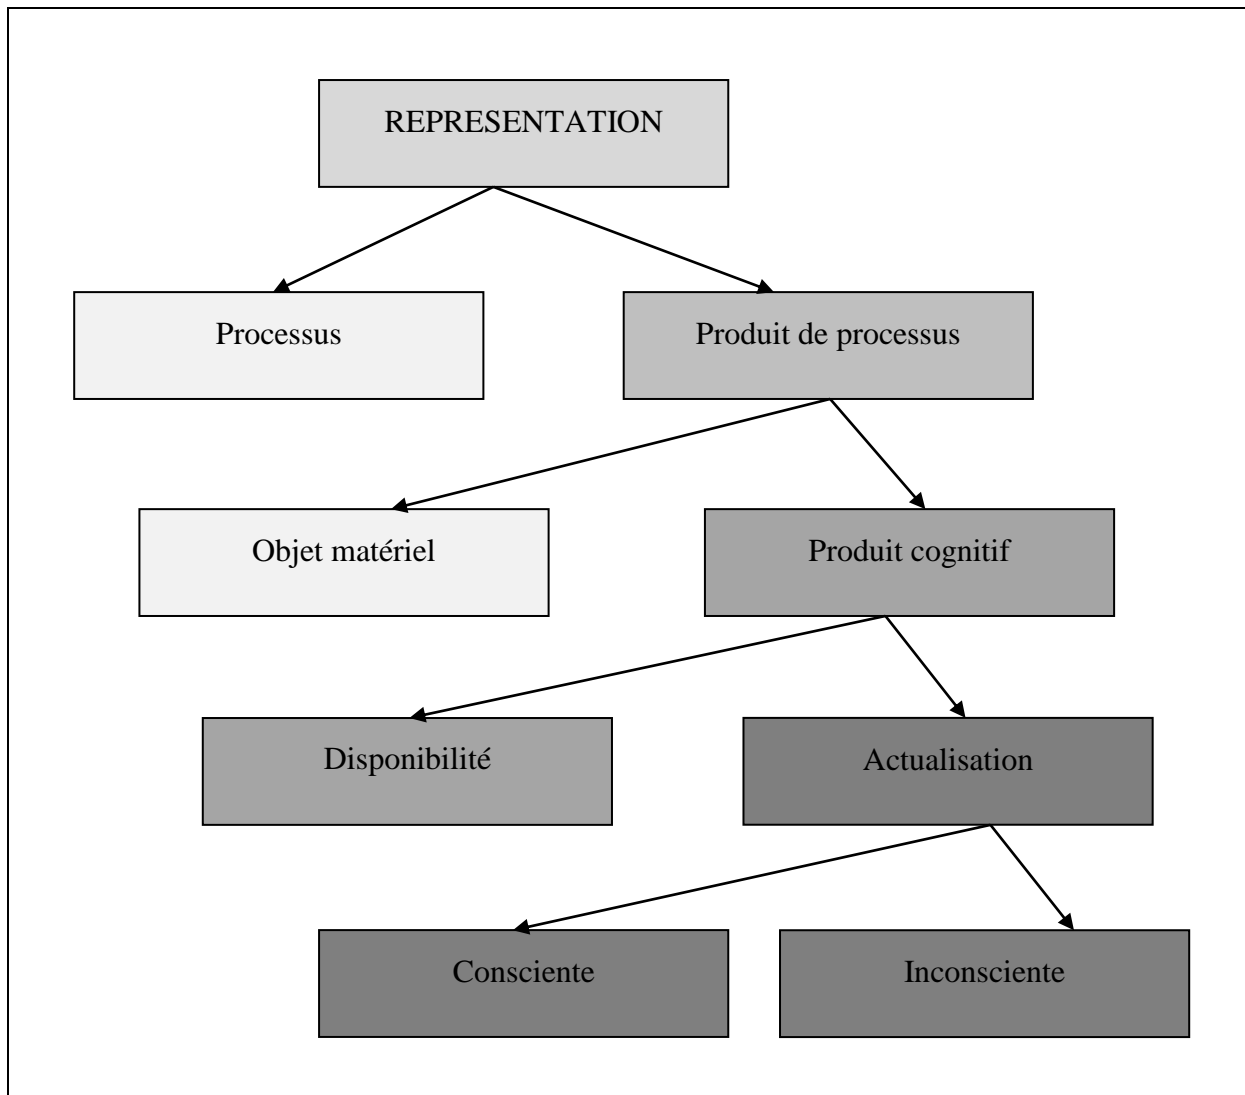 REPRESENTATION
Processus
Produit de processus
Objet matériel
Produit cognitif
Disponibilité
Actualisation
Consciente
Inconsciente